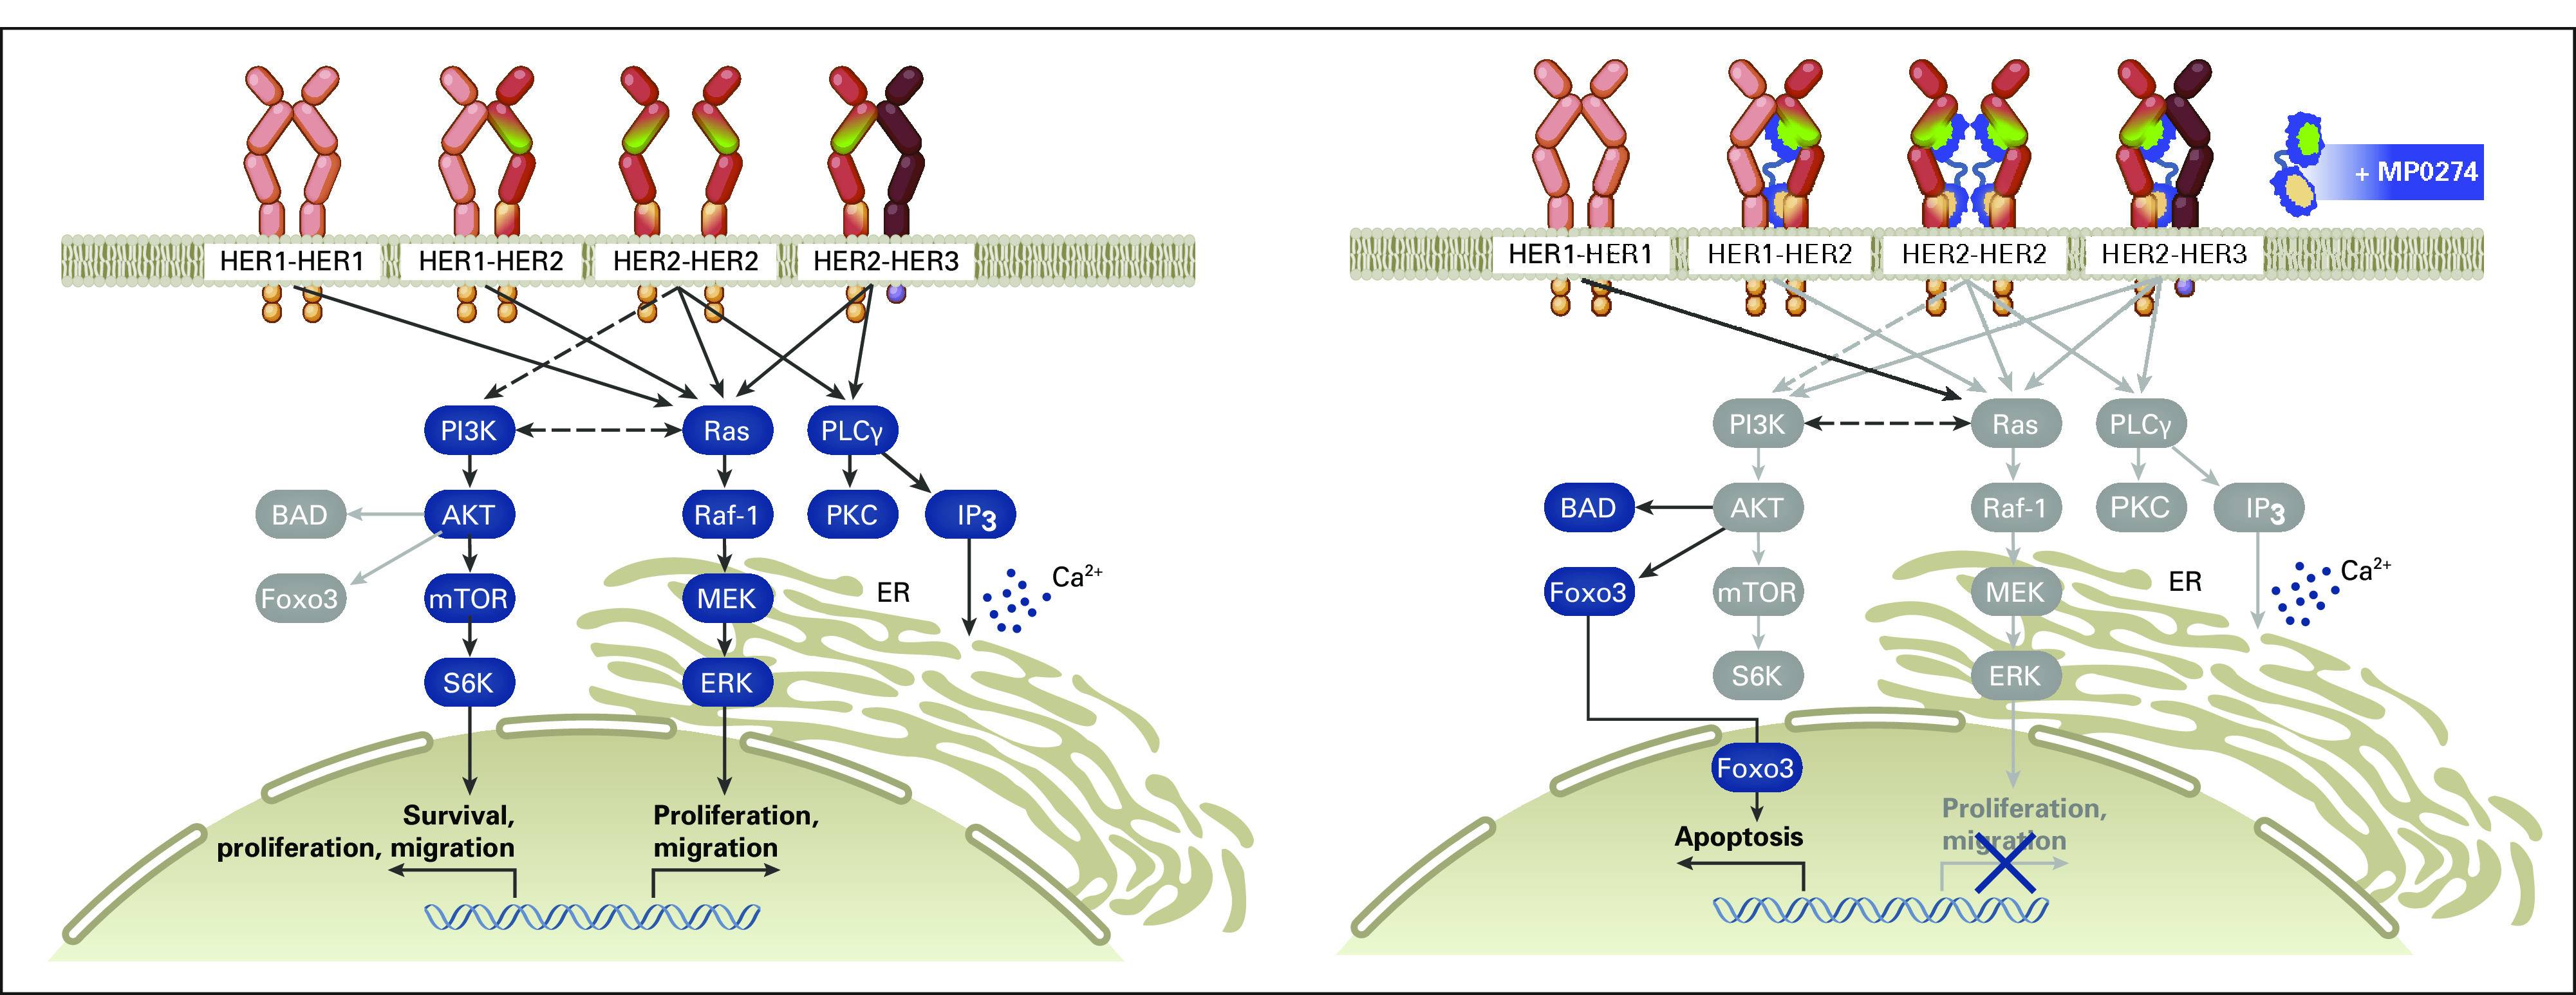 HER1-HER1
HER1-HER2
HER2-HER2
HER2-HER3
PI3K
Ras
PLCγ
BAD
AKT
Raf-1
PKC
IP3
Foxo3
mTOR
MEK
ER
Ca2+
S6K
ERK
Survival,
proliferation, migration
Proliferation,
migration
+ MP0274
HER1-HER1
HER1-HER2
HER2-HER2
HER2-HER3
PI3K
Ras
PLCγ
BAD
AKT
Raf-1
PKC
IP3
Foxo3
mTOR
MEK
ER
Ca2+
S6K
ERK
Foxo3
Apoptosis
Proliferation,
migration